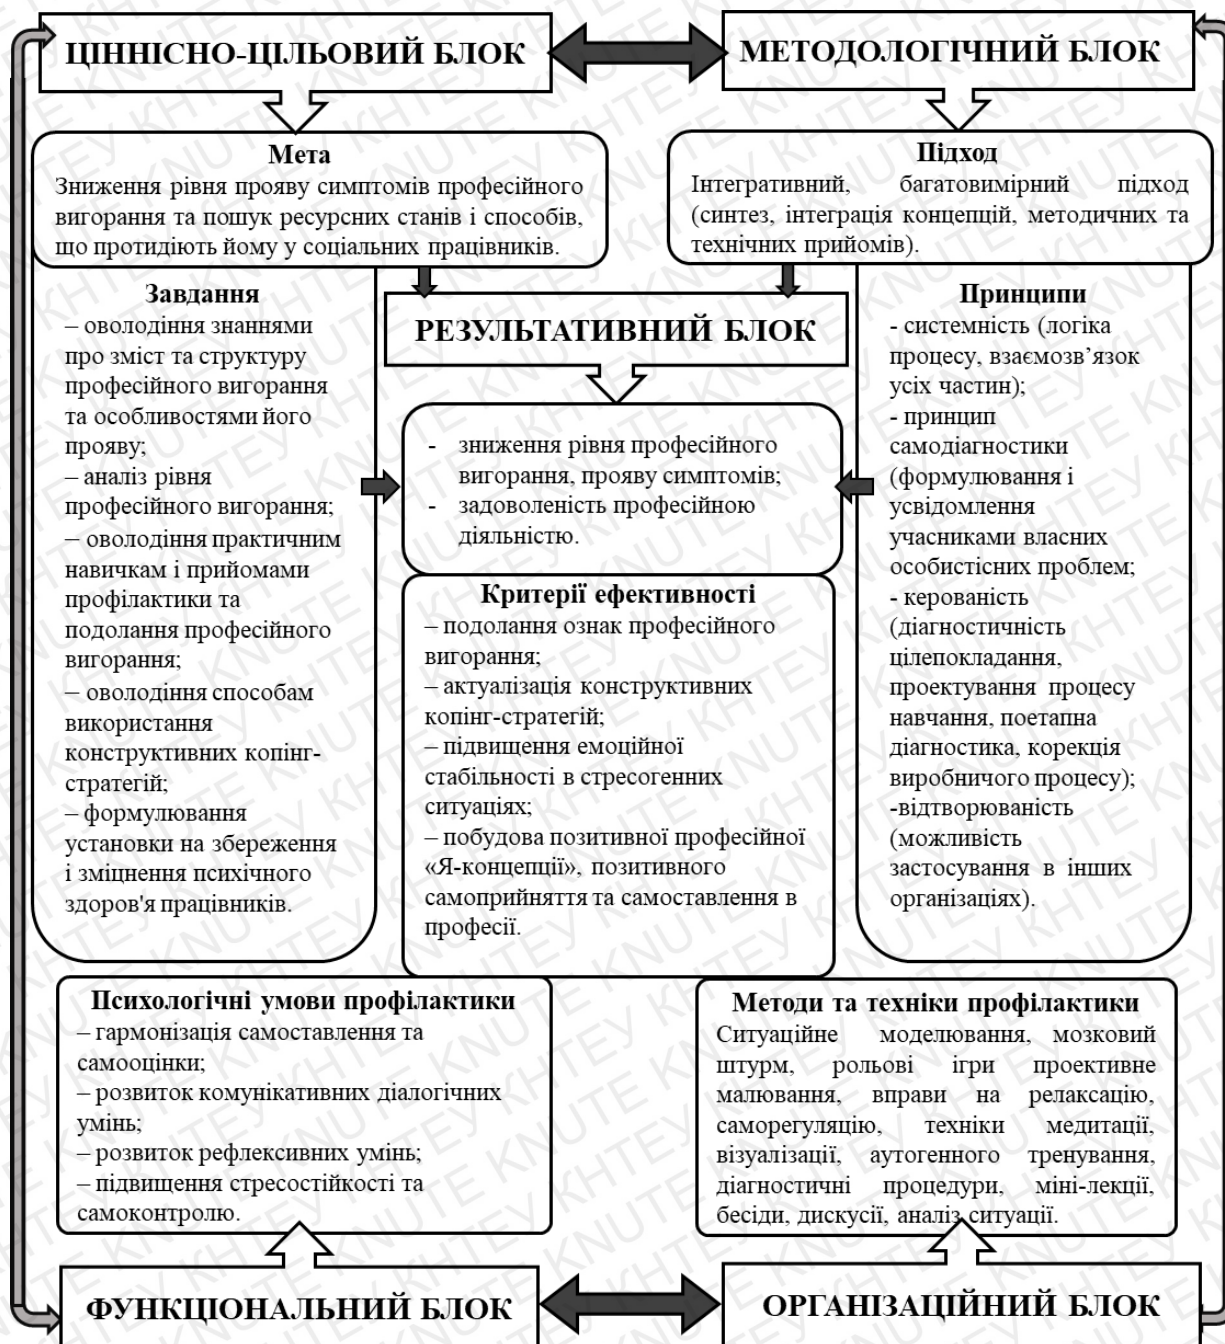 ЦІННІСНО-ЦІЛЬОВИЙ БЛОК
МЕТОДОЛОГІЧНИЙ БЛОК
Мета
Зниження рівня прояву симптомів професійного
вигорання та пошук ресурсних станів і способів,
що протидіють йому у соціальних працівників.
Підход
Інтегративний, багатовимірний підход
(синтез, інтеграція концепцій, методичних та
технічних прийомів).
Завдання
– оволодіння знаннями
про зміст та структуру
професійного вигорання
та особливостями його
прояву;
– аналіз рівня
професійного вигорання;
– оволодіння практичним
навичкам і прийомами
профілактики та
подолання професійного
вигорання;
– оволодіння способам
використання
конструктивних копінг-
стратегій;
– формулювання
установки на збереження
і зміцнення психічного
здоров'я працівників.
РЕЗУЛЬТАТИВНИЙ БЛОК
- зниження рівня професійного
вигорання, прояву симптомів;
- задоволеність професійною
діяльністю.
Критерії ефективності
– подолання ознак професійного
вигорання;
– актуалізація конструктивних
копінг-стратегій;
– підвищення емоційної
стабільності в стресогенних
ситуаціях;
– побудова позитивної професійної
«Я-концепції», позитивного
самоприйняття та самоставлення в
професії.
Принципи
- системність (логіка
процесу, взаємозв’язок
усіх частин);
- принцип
самодіагностики
(формулювання і
усвідомлення
учасниками власних
особистісних проблем;
- керованість
(діагностичність
цілепокладання,
проектування процесу
навчання, поетапна
діагностика, корекція
виробничого процесу);
-відтворюваність
(можливість
застосування в інших
організаціях).
Психологічні умови профілактики
– гармонізація самоставлення та
самооцінки;
– розвиток комунікативних діалогічних
умінь;
– розвиток рефлексивних умінь;
– підвищення стресостійкості та
самоконтролю.
Методи та техніки профілактики
Ситуаційне моделювання, мозковий
штурм, рольові ігри проективне
малювання, вправи на релаксацію,
саморегуляцію, техніки медитації,
візуалізації, аутогенного тренування,
діагностичні процедури, міні-лекції,
бесіди, дискусії, аналіз ситуації.
ФУНКЦІОНАЛЬНИЙ БЛОК
ОРГАНІЗАЦІЙНИЙ БЛОК